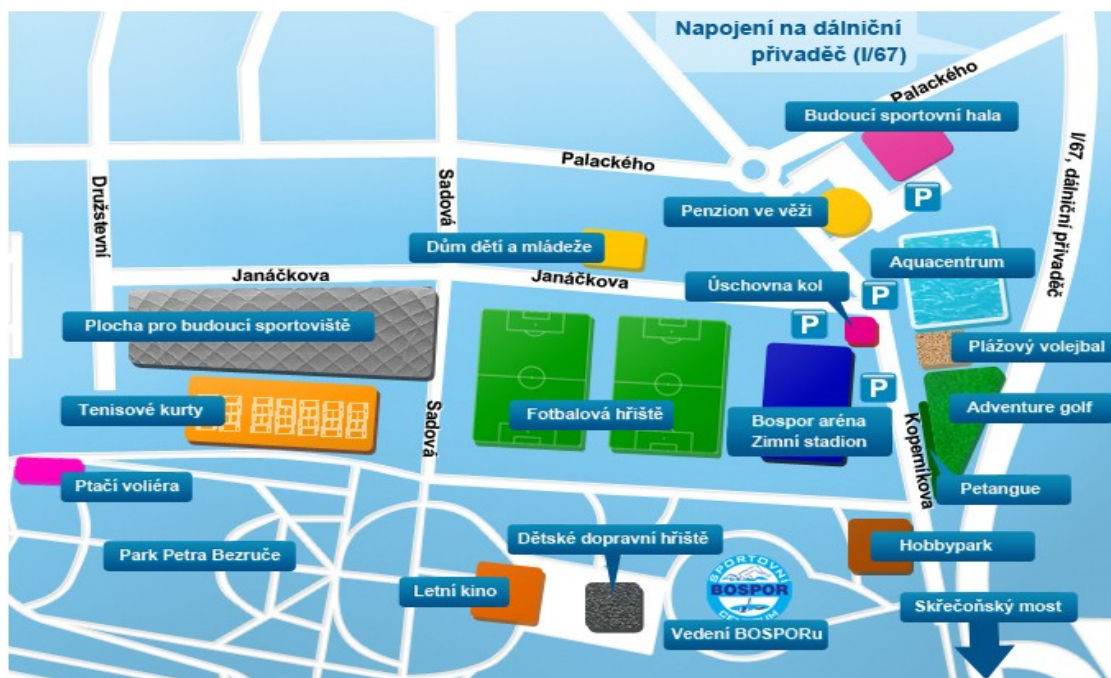 Napojení na dálniční
přivaděč (I/67)
Palackého
Budoucí sportovní hala
Palackého
P
I/67, dálniční přivaděč
Družstevní
Sadová
Penzion ve věži
Dům dětí a mládeže
Aquacentrum
Janáčkova
Janáčkova
Úschovna kol
P
P
Plocha pro budoucí sportoviště
Plážový volejbal
P
Tenisové kurty
Fotbalová hřiště
Bospor aréna
Zimní stadion
Adventure golf
Sadová
Koperníkova
Ptačí voliéra
Petangue
Dětské dopravní hřiště
Park Petra Bezruče
Hobbypark
Letní kino
SPORTOVNÍ
BOSPOR
CENTRUM
Skřečoňský most
Vedení BOSPORu